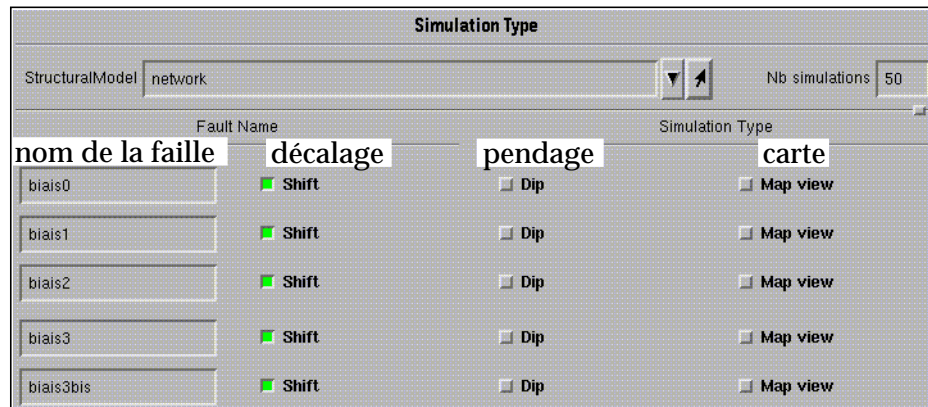 Simulation Type
StructuralModel network Nb simulations 50
Fault Name Simulation Type
nom de la faille décalage pendage carte
biais0 Shift Dip Map view
biais1 Shift Dip Map view
biais2 Shift Dip Map view
biais3 Shift Dip Map view
biais3bis Shift Dip Map view